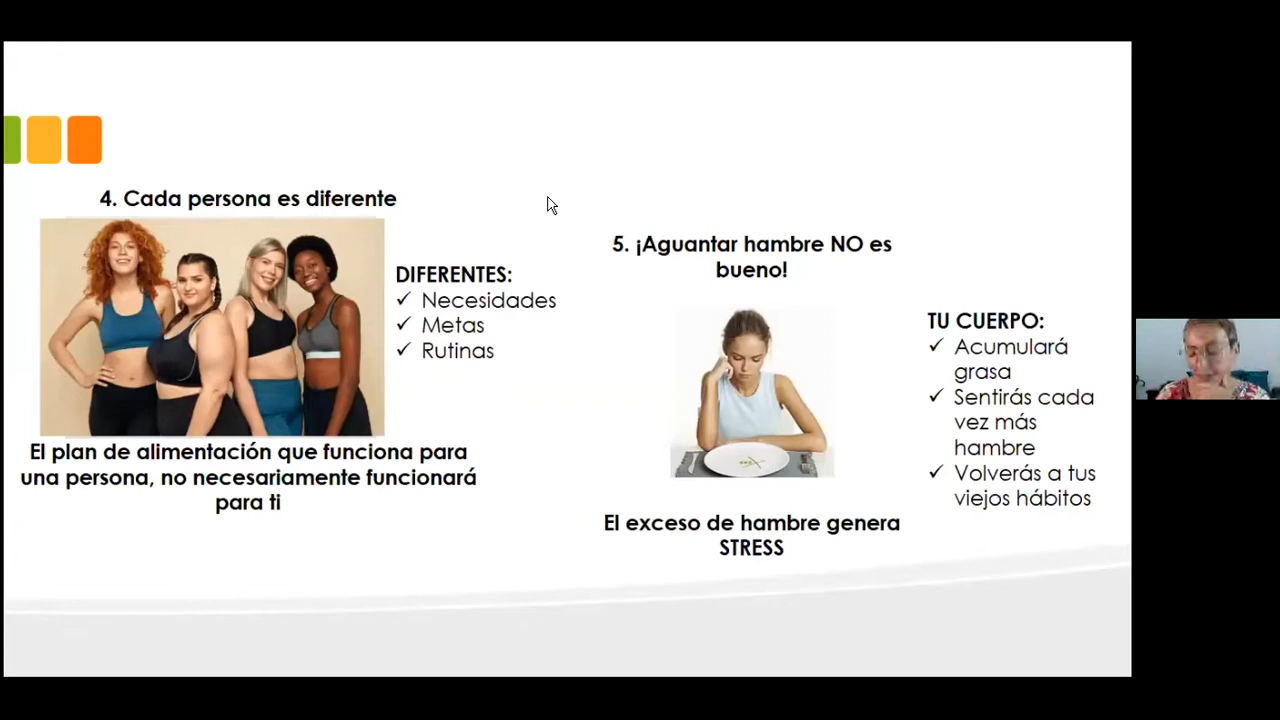 4. Cada persona es diferente
DIFERENTES:
✓ Necesidades
✓ Metas
✓ Rutinas
El plan de alimentación que funciona para
una persona, no necesariamente funcionará
para ti
5. ¡Aguantar hambre NO es
bueno!
TU CUERPO:
✓ Acumulará
grasa
✓ Sentirás cada
vez más
hambre
✓ Volverás a tus
viejos hábitos
El exceso de hambre genera
STRESS